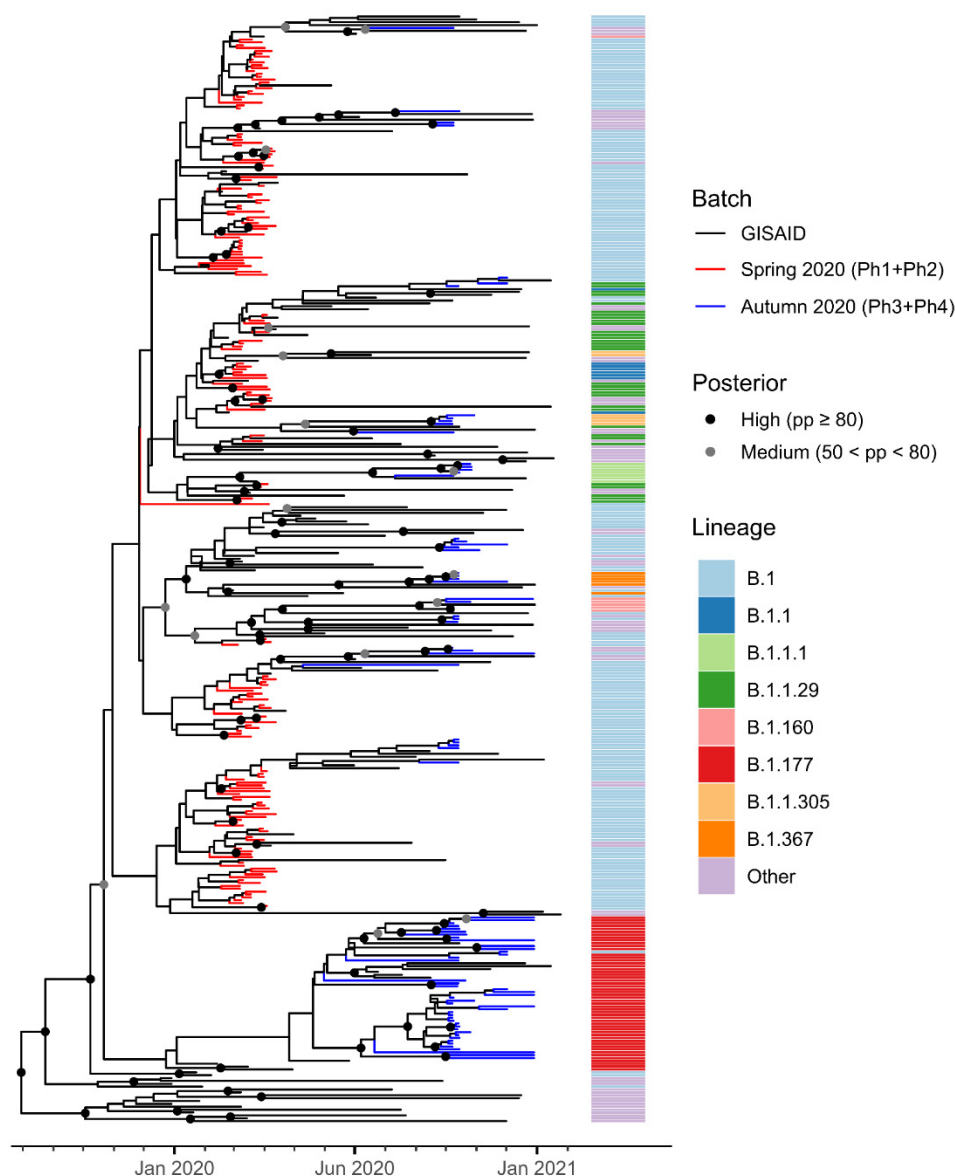 Batch
GISAID
Spring 2020 (Ph1+Ph2)
Autumn 2020 (Ph3+Ph4)
Posterior
High (pp ≥ 80)
Medium (50 < pp < 80)
Lineage
B.1
B.1.1
B.1.1.1
B.1.1.29
B.1.160
B.1.177
B.1.1.305
B.1.367
Other
Jan 2020 Jun 2020 Jan 2021